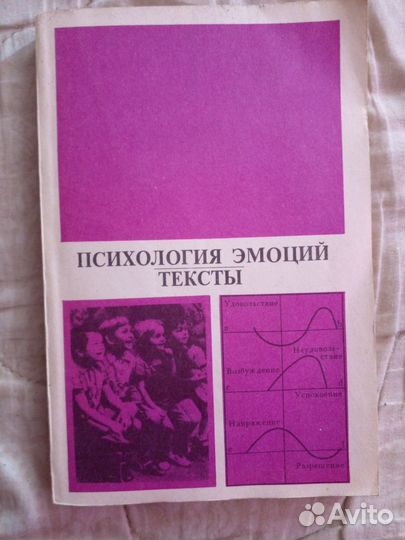 ПСИХОЛОГИЯ ЭМОЦИЙ
ТЕКСТЫ
Удовольствие
a b
Неудоволь-
ствие
Возбуждение
c d
Успокоение
Напряжение
e f
Разрешение
Avito